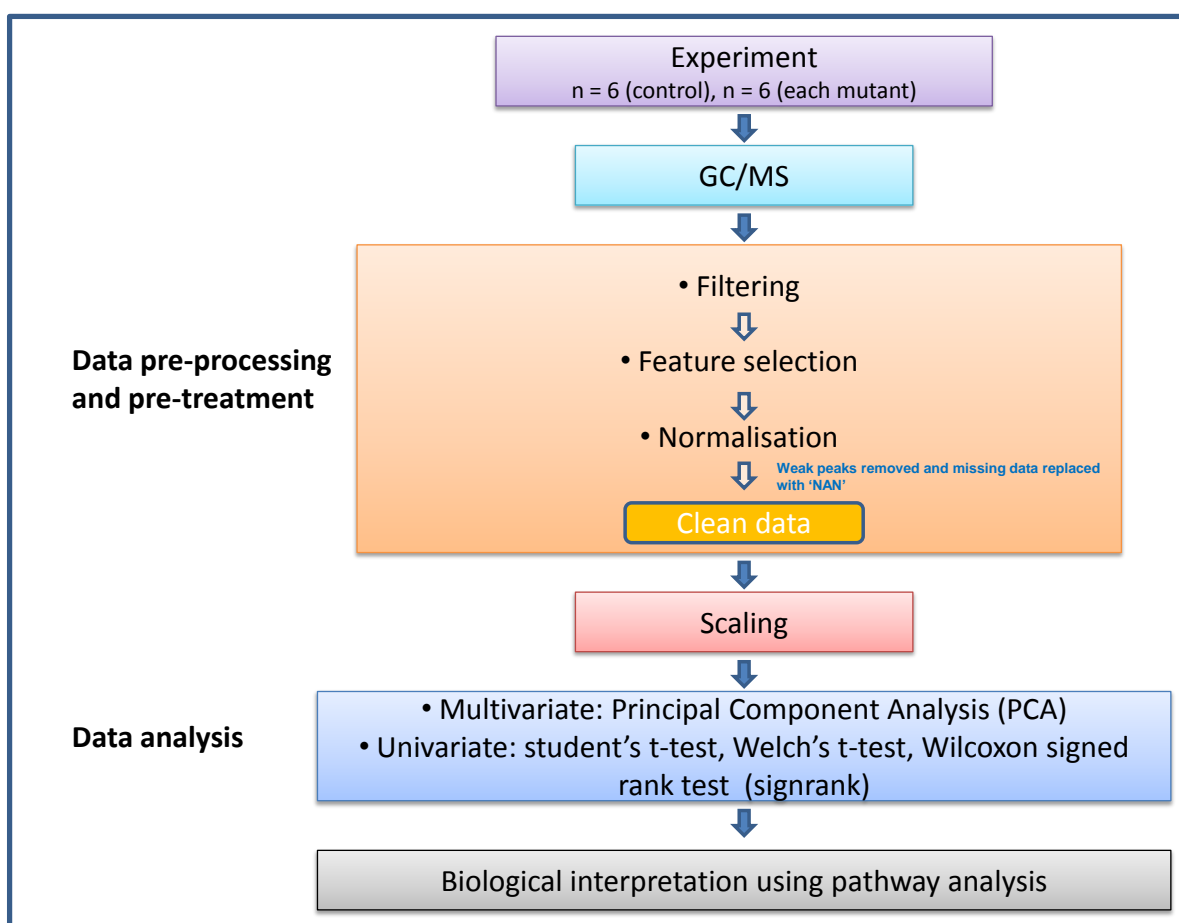 Experiment
n = 6 (control), n = 6 (each mutant)
GC/MS
• Filtering
• Feature selection
• Normalisation
Weak peaks removed and missing data replaced
with ‘NAN’
Clean data
Data pre-processing
and pre-treatment
Scaling
• Multivariate: Principal Component Analysis (PCA)
• Univariate: student’s t-test, Welch’s t-test, Wilcoxon signed
rank test  (signrank)
Data analysis
Biological interpretation using pathway analysis